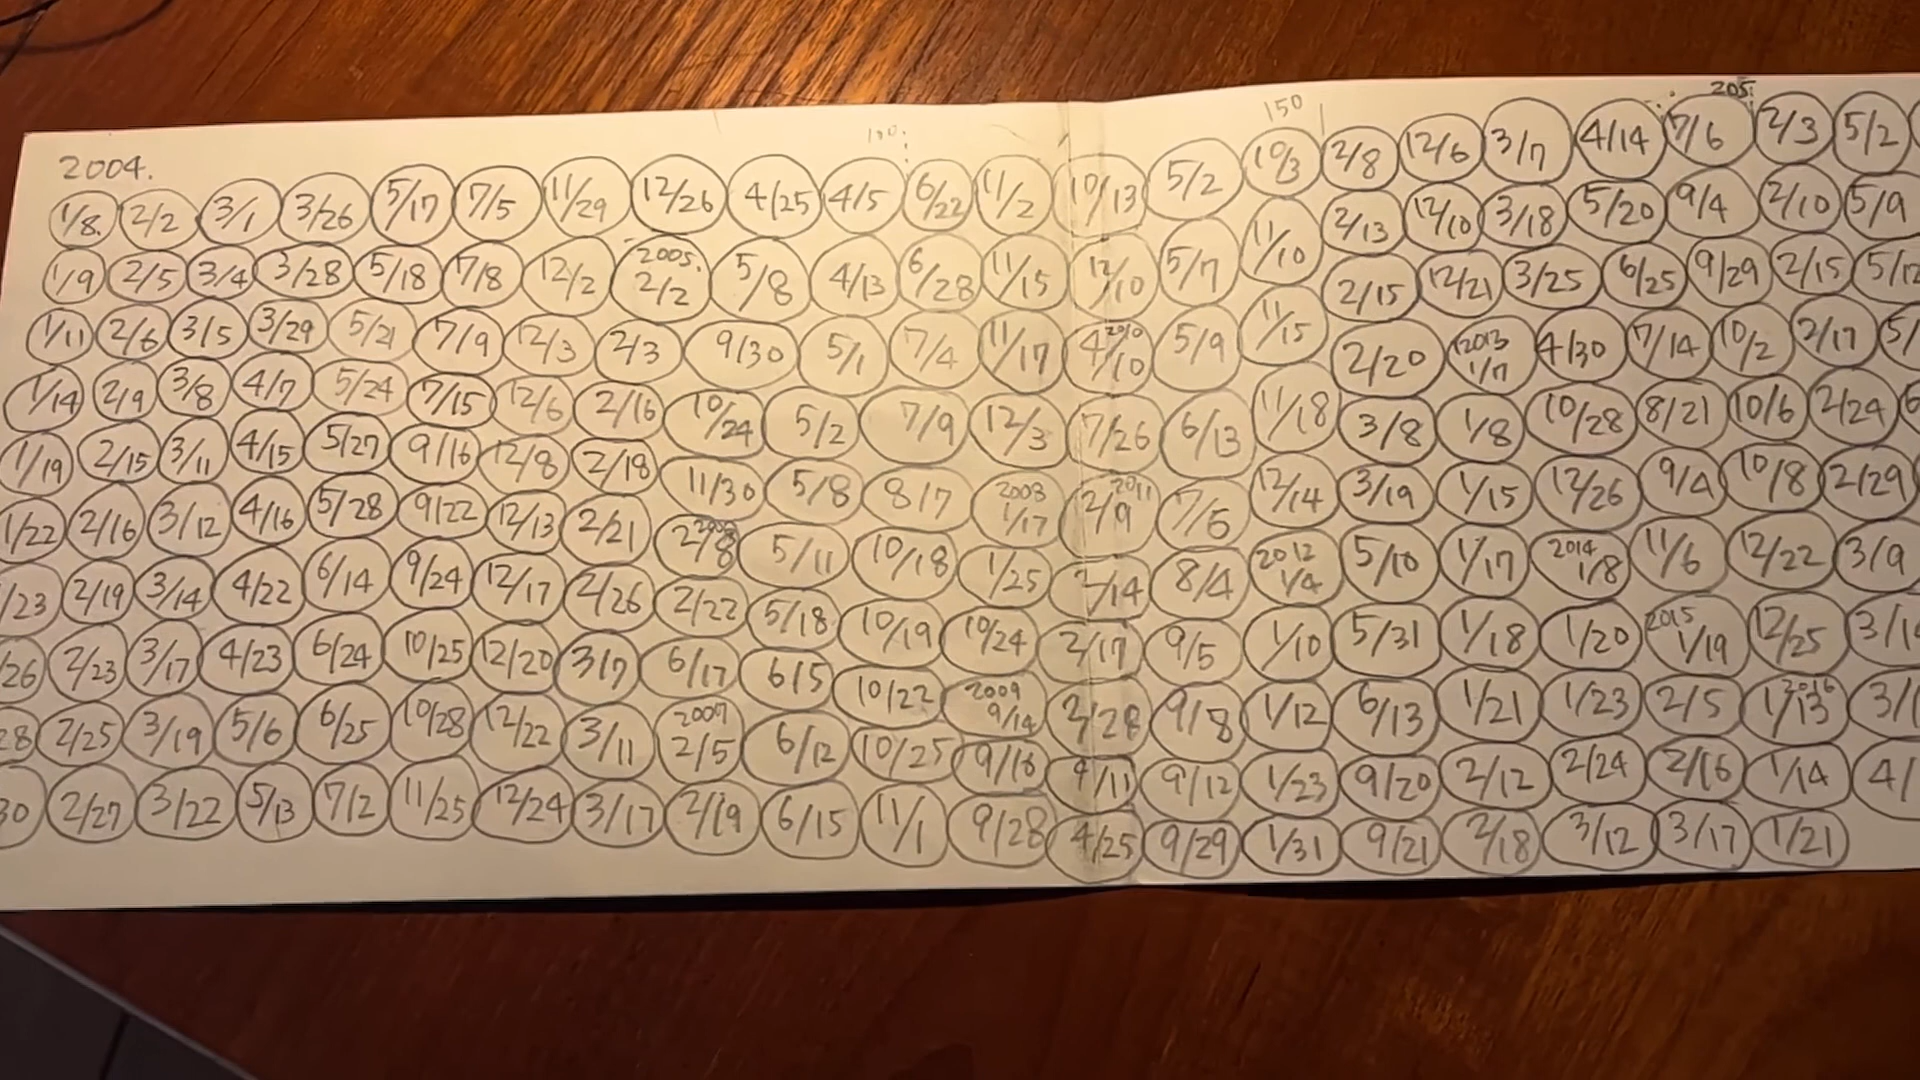 2004.
150
205.
1/8. 2/2 3/1 3/26 5/17 7/5 11/29 12/26 4/25 4/5 6/22 11/2 10/13 5/2 10/3 2/8 12/6 3/7 4/14 7/6 2/3 5/2
1/9 2/5 3/4 3/28 5/18 7/8 12/2 2005. 2/2 5/8 4/13 6/28 11/15 12/10 5/7 11/10 2/13 12/10 3/18 5/20 9/4 2/10 5/9
1/11 2/6 3/5 3/29 5/21 7/9 12/3 2/3 9/30 5/1 7/4 11/17 2010 4/10 5/9 11/15 2/15 12/21 3/25 6/25 9/29 2/15 5/12
1/14 2/9 3/8 4/7 5/24 7/15 12/6 2/16 10/24 5/2 7/9 12/3 7/26 6/13 11/18 2/20 2013 1/7 4/30 7/14 10/2 2/17 5/
1/19 2/15 3/11 4/15 5/27 9/16 12/8 2/18 11/30 5/8 8/7 2008 1/17 2011 2/9 7/5 12/14 3/8 1/8 10/28 8/21 10/6 2/24
1/22 2/16 3/12 4/16 5/28 9/22 12/13 2/21 2/8 5/11 10/18 1/25 2/14 8/4 2012 1/4 3/19 1/15 12/26 9/4 10/8 2/29
/23 2/19 3/14 4/22 6/14 9/24 12/17 2/26 2/22 5/18 10/19 10/24 2/17 9/5 1/10 5/10 1/17 2014 1/8 11/6 12/22 3/9
/26 2/23 3/17 4/23 6/24 10/25 12/20 3/7 6/17 6/5 10/22 2009 9/14 2/28 9/8 1/12 5/31 1/18 1/20 2015 1/19 12/25 3/1
28 2/25 3/19 5/6 6/25 10/28 12/22 3/11 2007 2/5 6/12 10/25 9/16 4/11 9/12 1/23 6/13 1/21 1/23 2/5 2016 1/13 3/1
30 2/27 3/22 5/13 7/2 11/25 12/24 3/17 2/19 6/15 11/1 9/28 4/25 9/29 1/31 9/20 2/12 2/24 2/16 1/14 4/
9/21 2/18 3/12 3/17 1/21